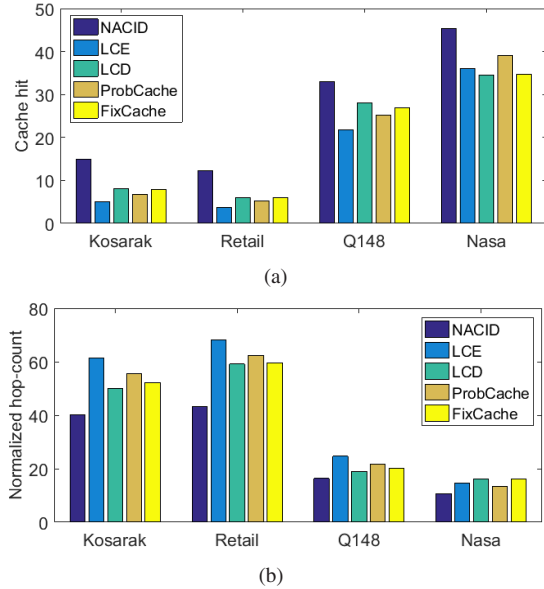 50
40
30
20
10
0
Cache hit
NACID
LCE
LCD
ProbCache
FixCache
Kosarak Retail Q148 Nasa
(a)
80
60
40
20
0
Normalized hop-count
NACID
LCE
LCD
ProbCache
FixCache
Kosarak Retail Q148 Nasa
(b)